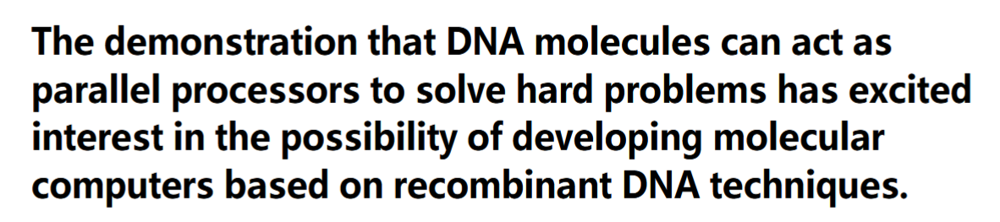 The demonstration that DNA molecules can act as
parallel processors to solve hard problems has excited
interest in the possibility of developing molecular
computers based on recombinant DNA techniques.